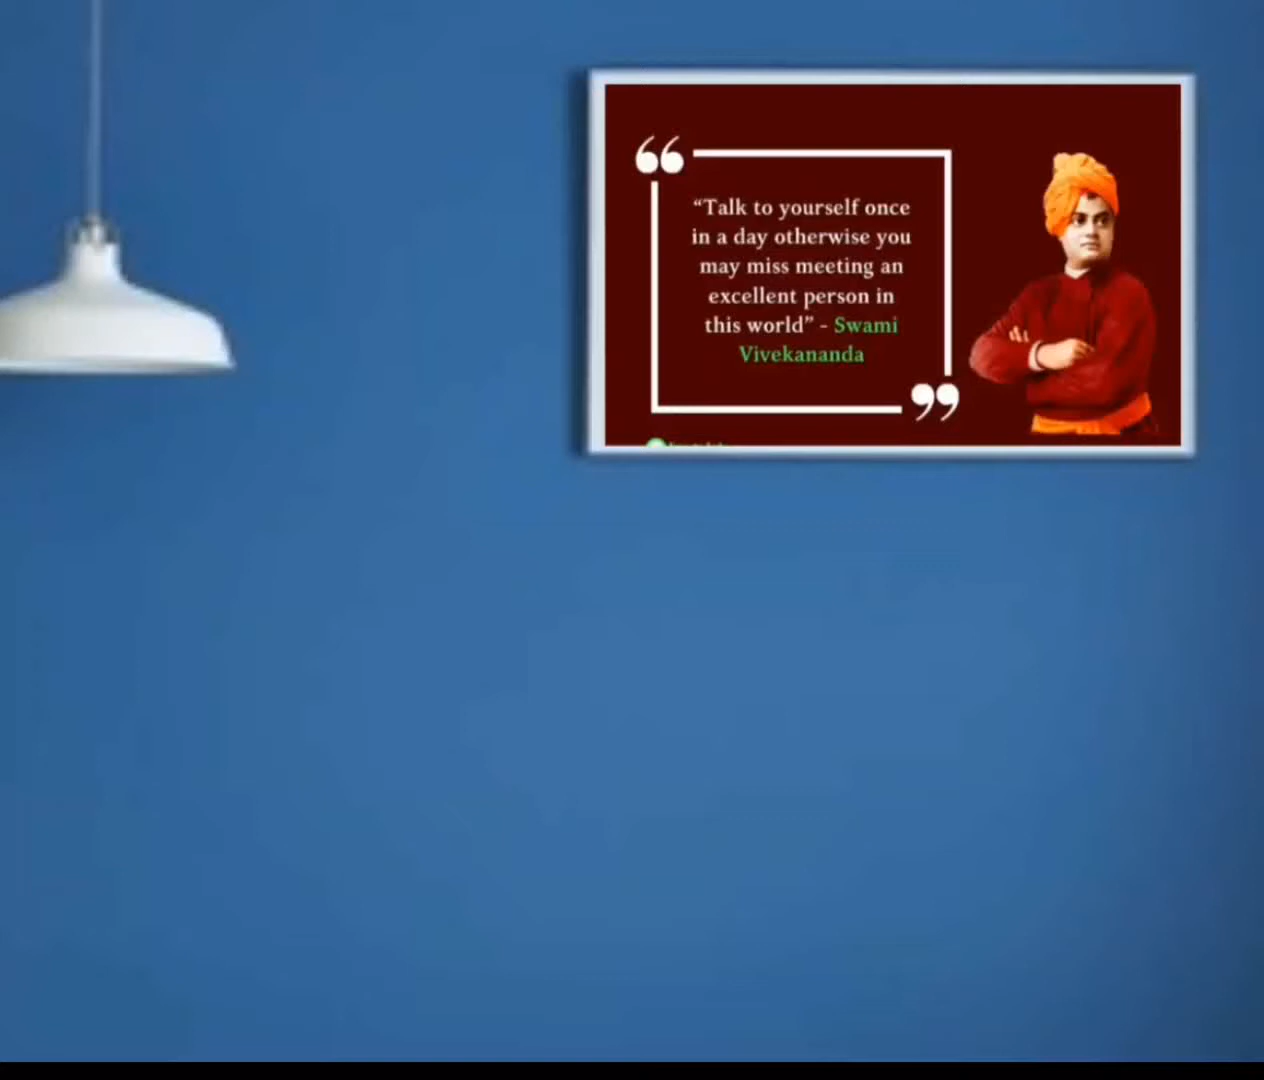 “Talk to yourself once
in a day otherwise you
may miss meeting an
excellent person in
this world” - Swami
Vivekananda